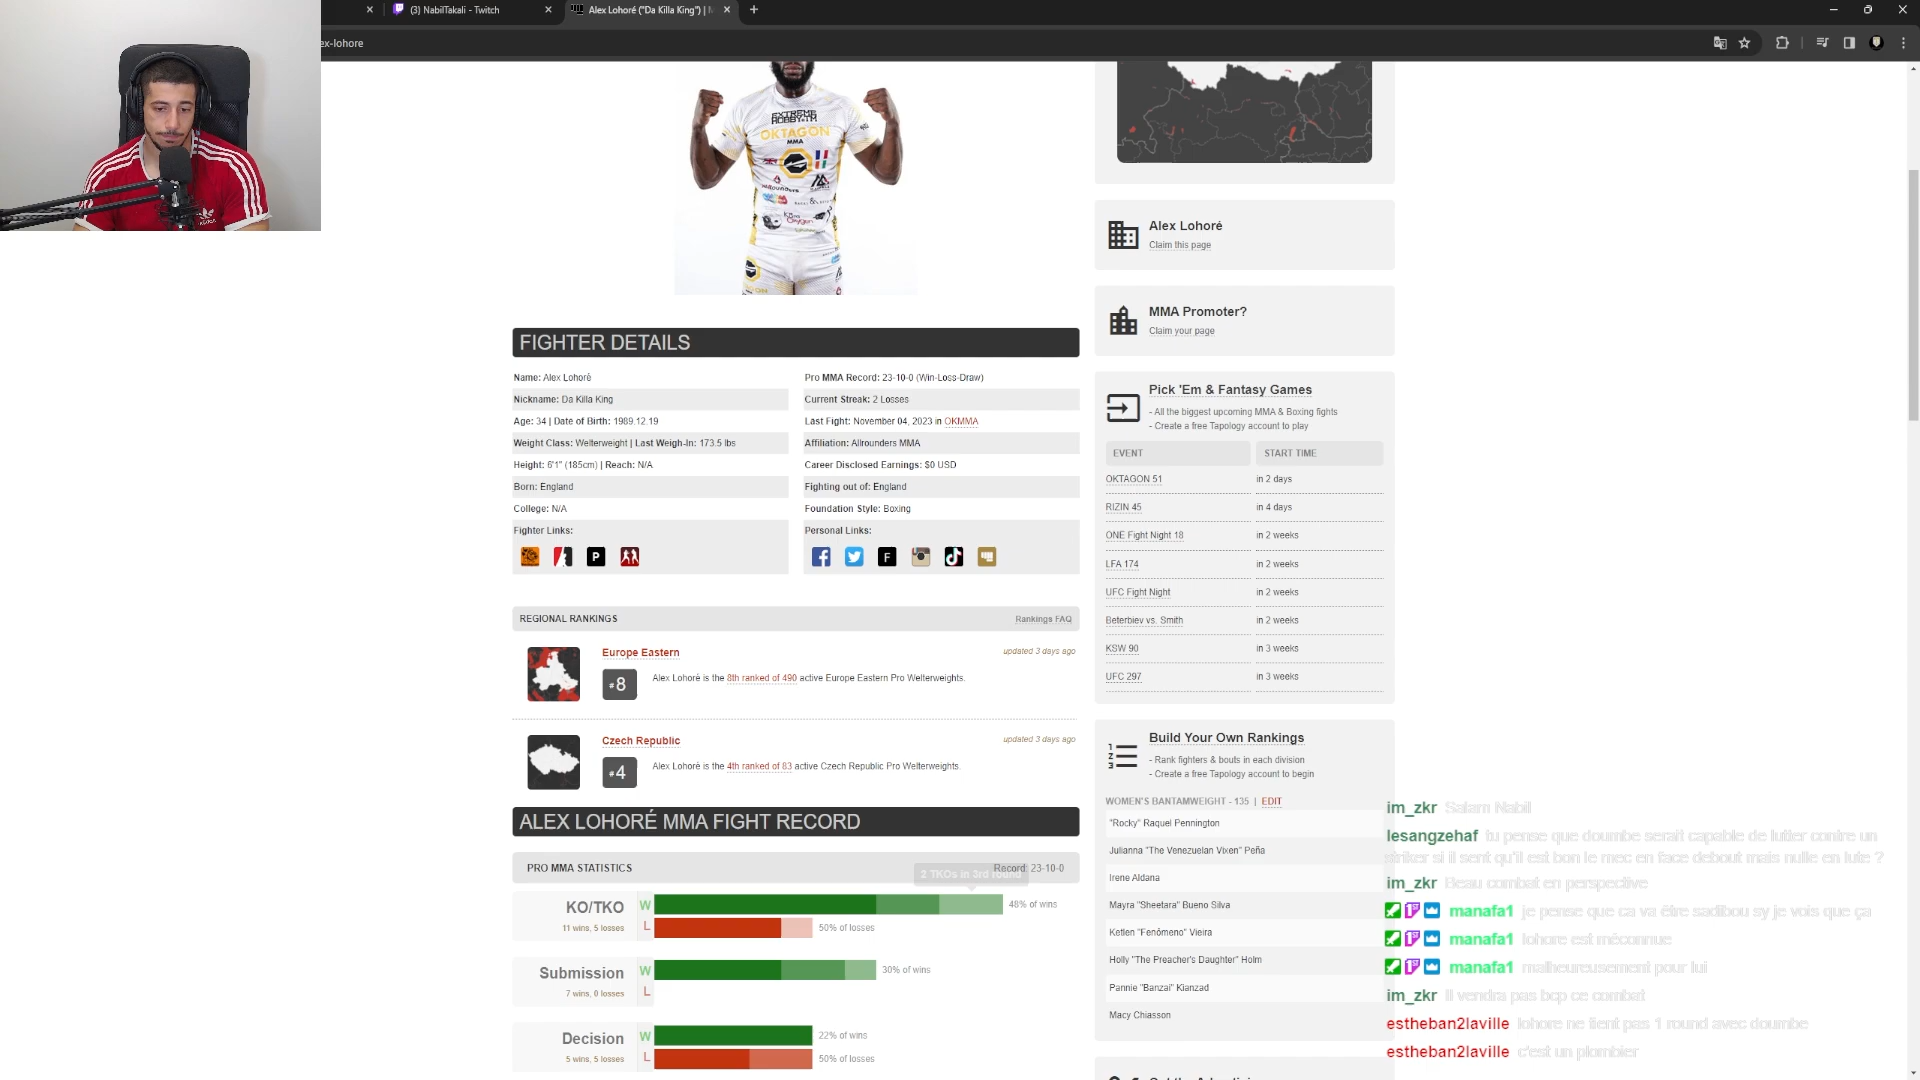 (3) NabilTakali - Twitch
Alex Lohoré ("Da Killa King") |
ex-lohore
EXTREME
HOBBY
OKTAGON
MMA
FIGHTER DETAILS
Name: Alex Lohoré
Nickname: Da Killa King
Age: 34 | Date of Birth: 1989.12.19
Weight Class: Welterweight | Last Weigh-In: 173.5 lbs
Height: 6'1" (185cm) | Reach: N/A
Born: England
College: N/A
Fighter Links:
Pro MMA Record: 23-10-0 (Win-Loss-Draw)
Current Streak: 2 Losses
Last Fight: November 04, 2023 in OKMMA
Affiliation: Allrounders MMA
Career Disclosed Earnings: $0 USD
Fighting out of: England
Foundation Style: Boxing
Personal Links:
REGIONAL RANKINGS
Rankings FAQ
Europe Eastern
updated 3 days ago
#8
Alex Lohoré is the 8th ranked of 490 active Europe Eastern Pro Welterweights.
Czech Republic
updated 3 days ago
#4
Alex Lohoré is the 4th ranked of 83 active Czech Republic Pro Welterweights.
ALEX LOHORÉ MMA FIGHT RECORD
PRO MMA STATISTICS
Record: 23-10-0
2 TKOs in 3rd round
KO/TKO
11 wins, 5 losses
W
48% of wins
L
50% of losses
Submission
7 wins, 0 losses
W
30% of wins
L
Decision
5 wins, 5 losses
W
22% of wins
L
50% of losses
Alex Lohoré
Claim this page
MMA Promoter?
Claim your page
Pick 'Em & Fantasy Games
- All the biggest upcoming MMA & Boxing fights
- Create a free Tapology account to play
EVENT START TIME
OKTAGON 51 in 2 days
RIZIN 45 in 4 days
ONE Fight Night 18 in 2 weeks
LFA 174 in 2 weeks
UFC Fight Night in 2 weeks
Beterbiev vs. Smith in 2 weeks
KSW 90 in 3 weeks
UFC 297 in 3 weeks
Build Your Own Rankings
- Rank fighters & bouts in each division
- Create a free Tapology account to begin
WOMEN'S BANTAMWEIGHT - 135 | EDIT
"Rocky" Raquel Pennington
Julianna "The Venezuelan Vixen" Peña
Irene Aldana
Mayra "Sheetara" Bueno Silva
Ketlen "Fenômeno" Vieira
Holly "The Preacher's Daughter" Holm
Pannie "Banzai" Kianzad
Macy Chiasson
im_zkr Salam Nabil
lesangzehaf tu pense que doumbe serait capable de lutter contre un
striker si il sent qu'il est bon le mec en face debout mais nulle en lute ?
im_zkr Beau combat en perspective
manafa1 je pense que ca va être sadibou sy je vois que ça
manafa1 lohore est méconnue
manafa1 malheureusement pour lui
im_zkr Il vendra pas bcp ce combat
estheban2laville lohore ne tient pas 1 round avec doumbe
estheban2laville c'est un plombier